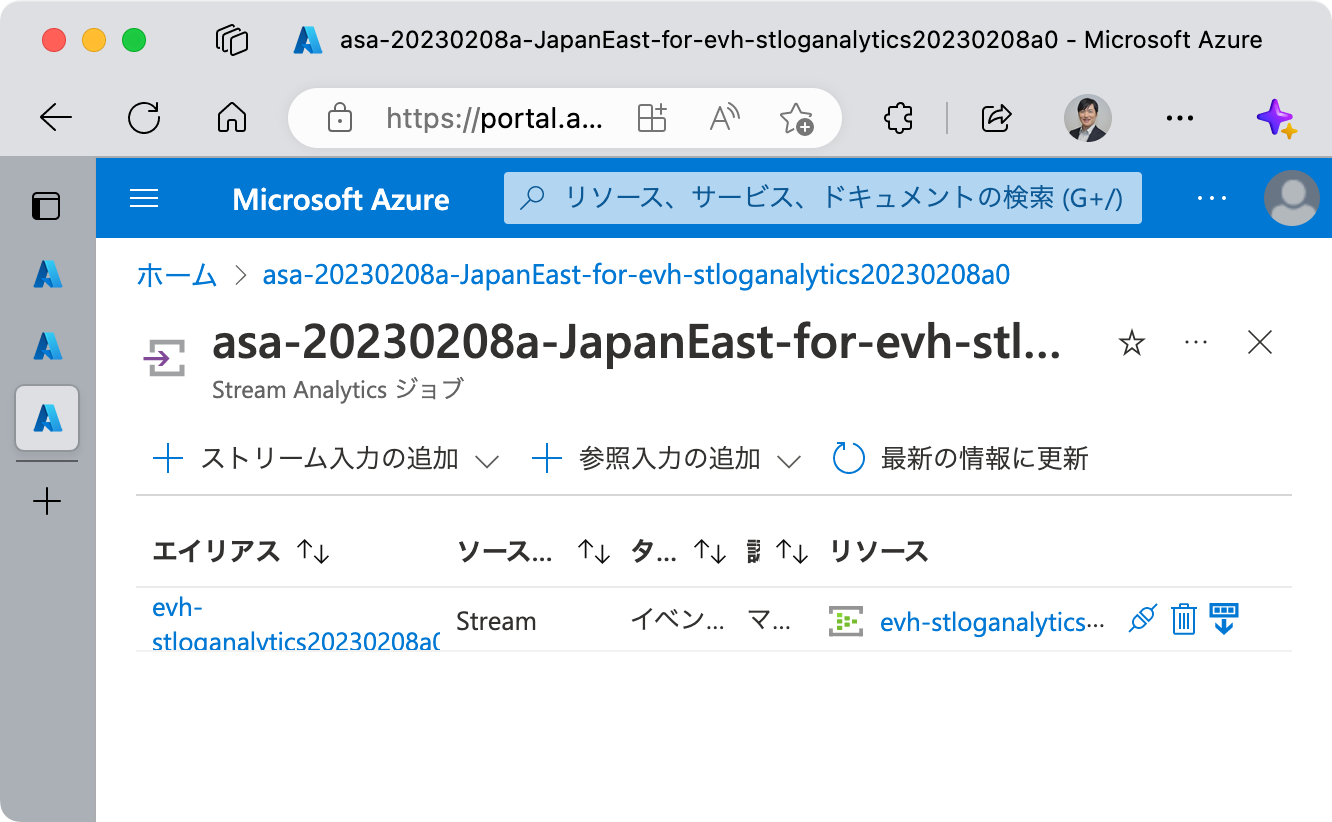 asa-20230208a-JapanEast-for-evh-stloganalytics20230208a0 - Microsoft Azure
https://portal.a...
Microsoft Azure
リソース、サービス、ドキュメントの検索 (G+/)
ホーム > asa-20230208a-JapanEast-for-evh-stloganalytics20230208a0
asa-20230208a-JapanEast-for-evh-stl...
Stream Analytics ジョブ
ストリーム入力の追加 参照入力の追加 最新の情報に更新
エイリアス ソース... タ... リソース
evh-
stloganalytics20230208a0
Stream イベン... マ... evh-stloganalytics...